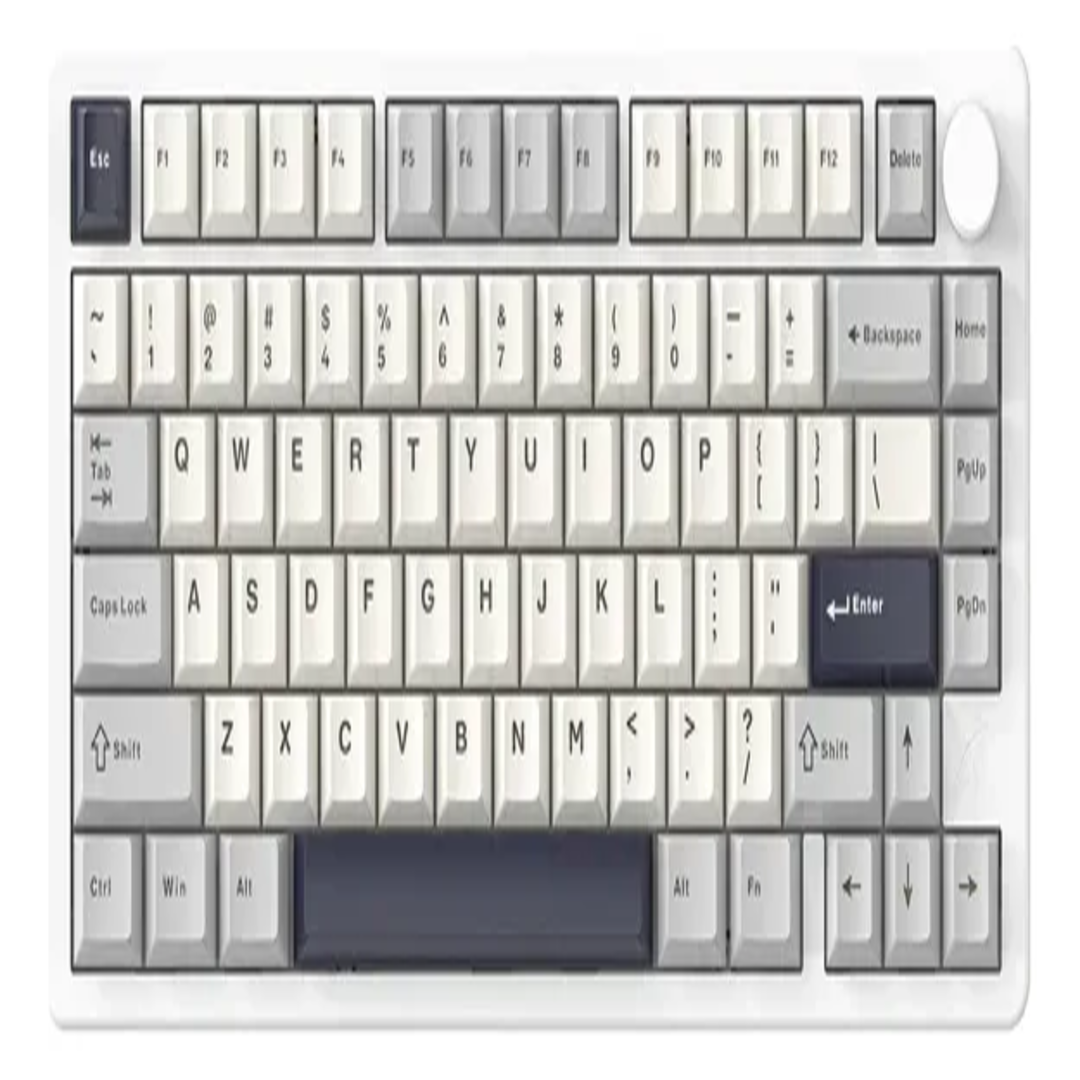 Esc F1 F2 F3 F4 F5 F6 F7 F8 F9 F10 F11 F12 Delete
~ ! @ # $ % ^ & * ( ) — +
` 1 2 3 4 5 6 7 8 9 0 - = ← Backspace Home
⇤ Tab ⇥ Q W E R T Y U I O P { } | PgUp
[ ] \
Caps Lock A S D F G H J K L : " ↵ Enter PgDn
; '
⇧ Shift Z X C V B N M < > ? ⇧ Shift ↑
, . /
Ctrl Win Alt Alt Fn ← ↓ →